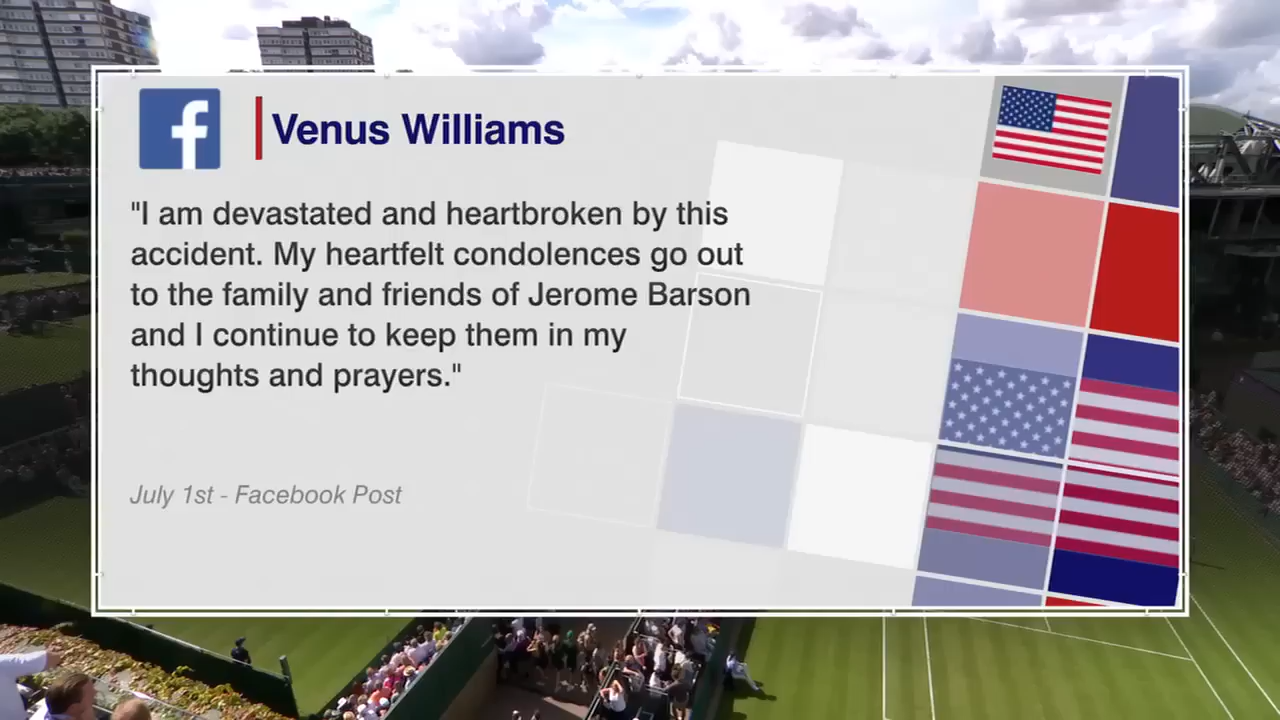 Venus Williams
"I am devastated and heartbroken by this
accident. My heartfelt condolences go out
to the family and friends of Jerome Barson
and I continue to keep them in my
thoughts and prayers."
July 1st - Facebook Post